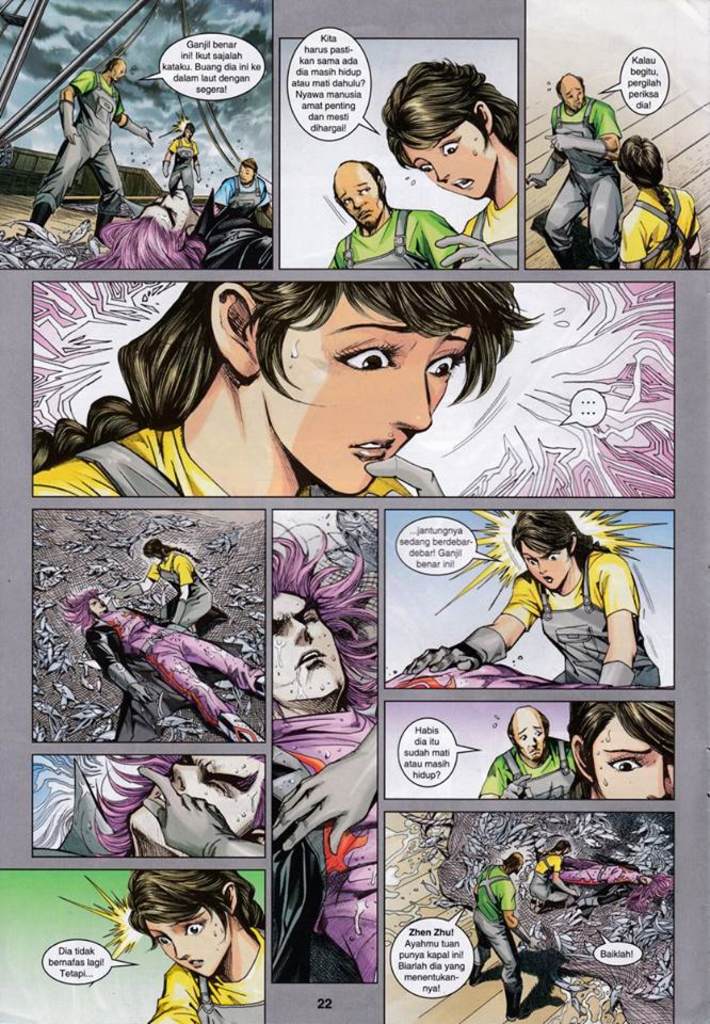 Ganjil benar
ini! Ikut sajalah
kataku. Buang dia ini ke
dalam laut dengan
segera!
Kita
harus pasti-
kan sama ada
dia masih hidup
atau mati dahulu?
Nyawa manusia
amat penting
dan mesti
dihargai!
Kalau
begitu,
pergilah
periksa
dia!
...
...
...jantungnya
sedang berdebar-
debar! Ganjil
benar ini!
Habis
dia itu
sudah mati
atau masih
hidup?
Dia tidak
bernafas lagi!
Tetapi...
Zhen Zhu!
Ayahmu tuan
punya kapal ini!
Biarlah dia yang
menentukan-
nya!
Baiklah!
22